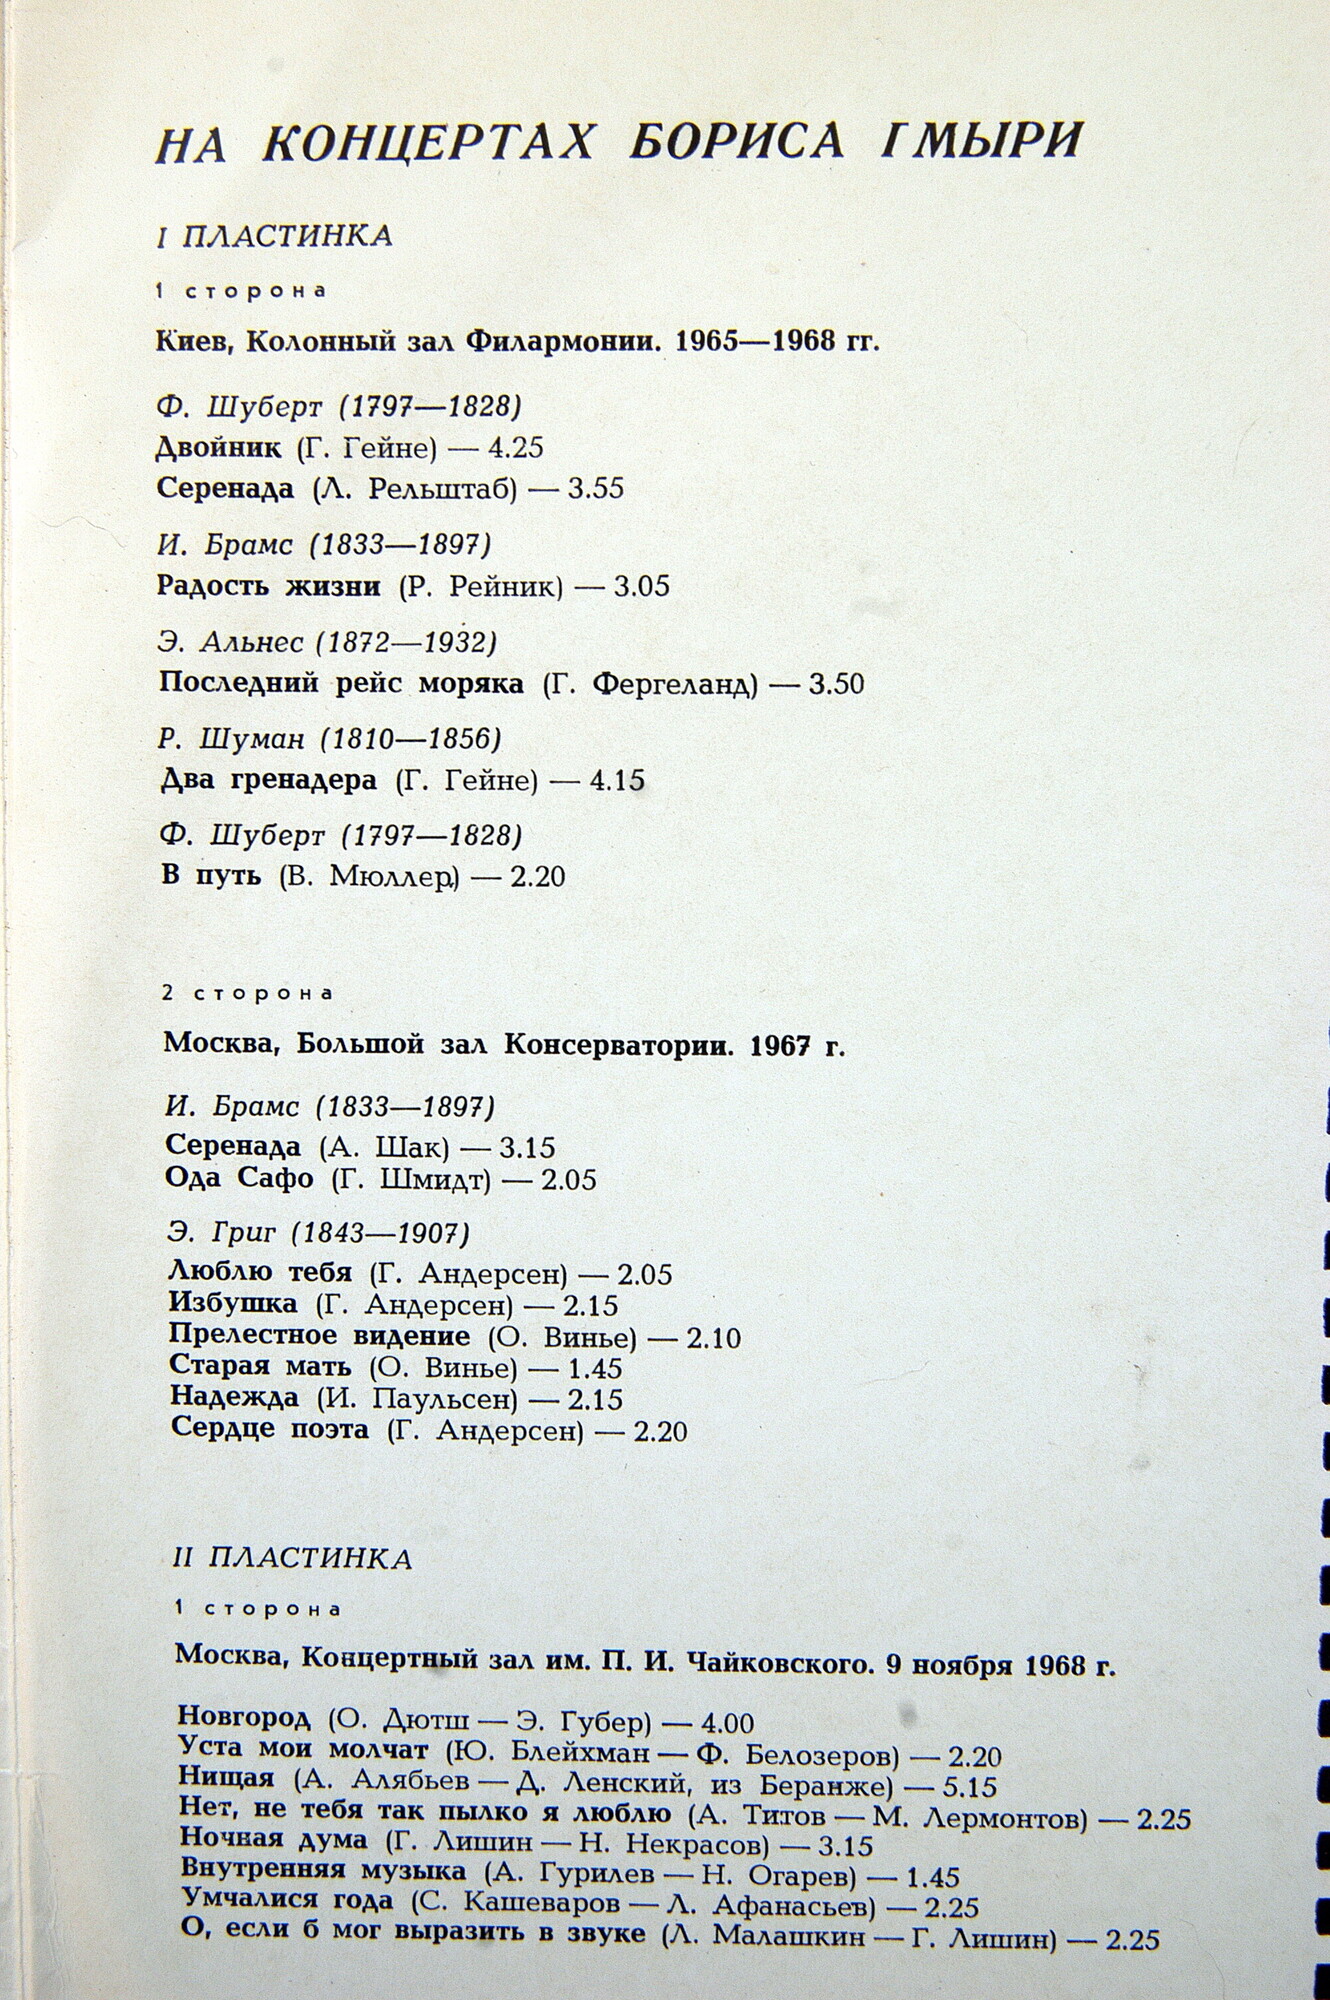 НА КОНЦЕРТАХ БОРИСА ГМЫРИ
I ПЛАСТИНКА
1 сторона
Киев, Колонный зал Филармонии. 1965—1968 гг.
Ф. Шуберт (1797—1828)
Двойник (Г. Гейне) — 4.25
Серенада (Л. Рельштаб) — 3.55
И. Брамс (1833—1897)
Радость жизни (Р. Рейник) — 3.05
Э. Альнес (1872—1932)
Последний рейс моряка (Г. Фергеланд) — 3.50
Р. Шуман (1810—1856)
Два гренадера (Г. Гейне) — 4.15
Ф. Шуберт (1797—1828)
В путь (В. Мюллер) — 2.20
2 сторона
Москва, Большой зал Консерватории. 1967 г.
И. Брамс (1833—1897)
Серенада (А. Шак) — 3.15
Ода Сафо (Г. Шмидт) — 2.05
Э. Григ (1843—1907)
Люблю тебя (Г. Андерсен) — 2.05
Избушка (Г. Андерсен) — 2.15
Прелестное видение (О. Винье) — 2.10
Старая мать (О. Винье) — 1.45
Надежда (И. Паульсен) — 2.15
Сердце поэта (Г. Андерсен) — 2.20
II ПЛАСТИНКА
1 сторона
Москва, Концертный зал им. П. И. Чайковского. 9 ноября 1968 г.
Новгород (О. Дютш — Э. Губер) — 4.00
Уста мои молчат (Ю. Блейхман — Ф. Белозеров) — 2.20
Нищая (А. Алябьев — Д. Ленский, из Беранже) — 5.15
Нет, не тебя так пылко я люблю (А. Титов — М. Лермонтов) — 2.25
Ночная дума (Г. Лишин — Н. Некрасов) — 3.15
Внутренняя музыка (А. Гурилев — Н. Огарев) — 1.45
Умчалися года (С. Кашеваров — Л. Афанасьев) — 2.25
О, если б мог выразить в звуке (Л. Малашкин — Г. Лишин) — 2.25